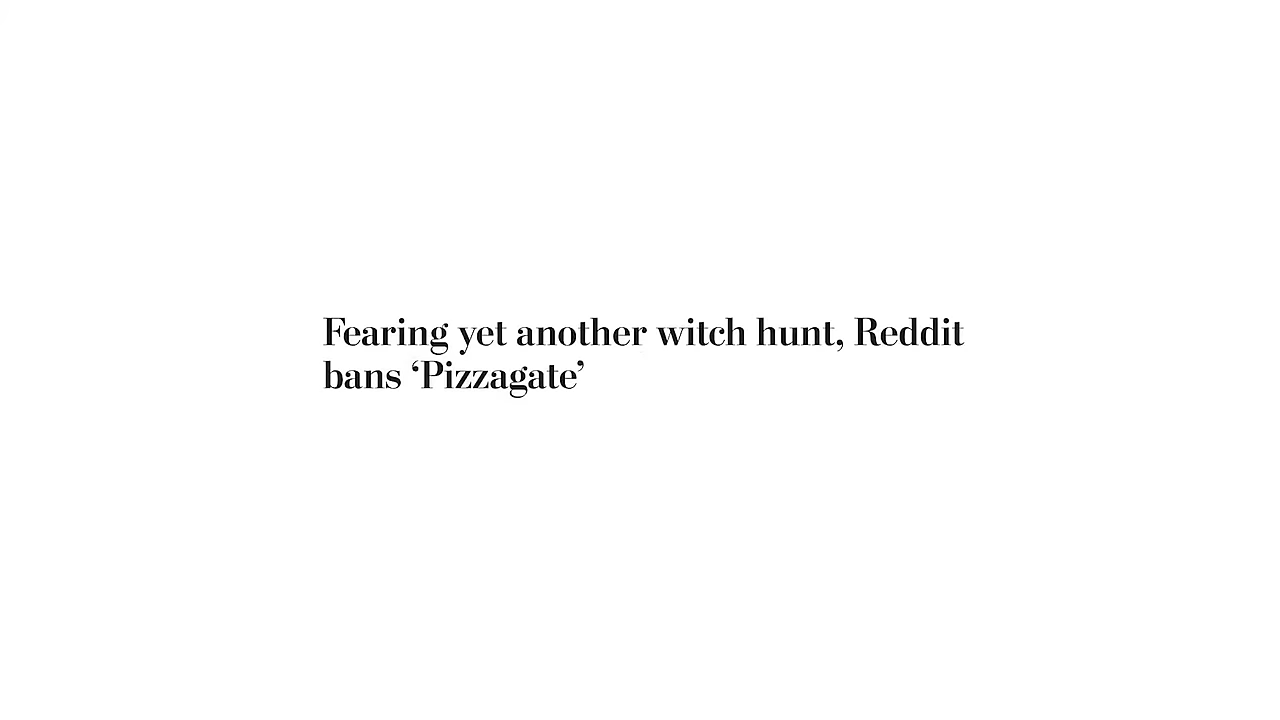 Fearing yet another witch hunt, Reddit
bans ‘Pizzagate’